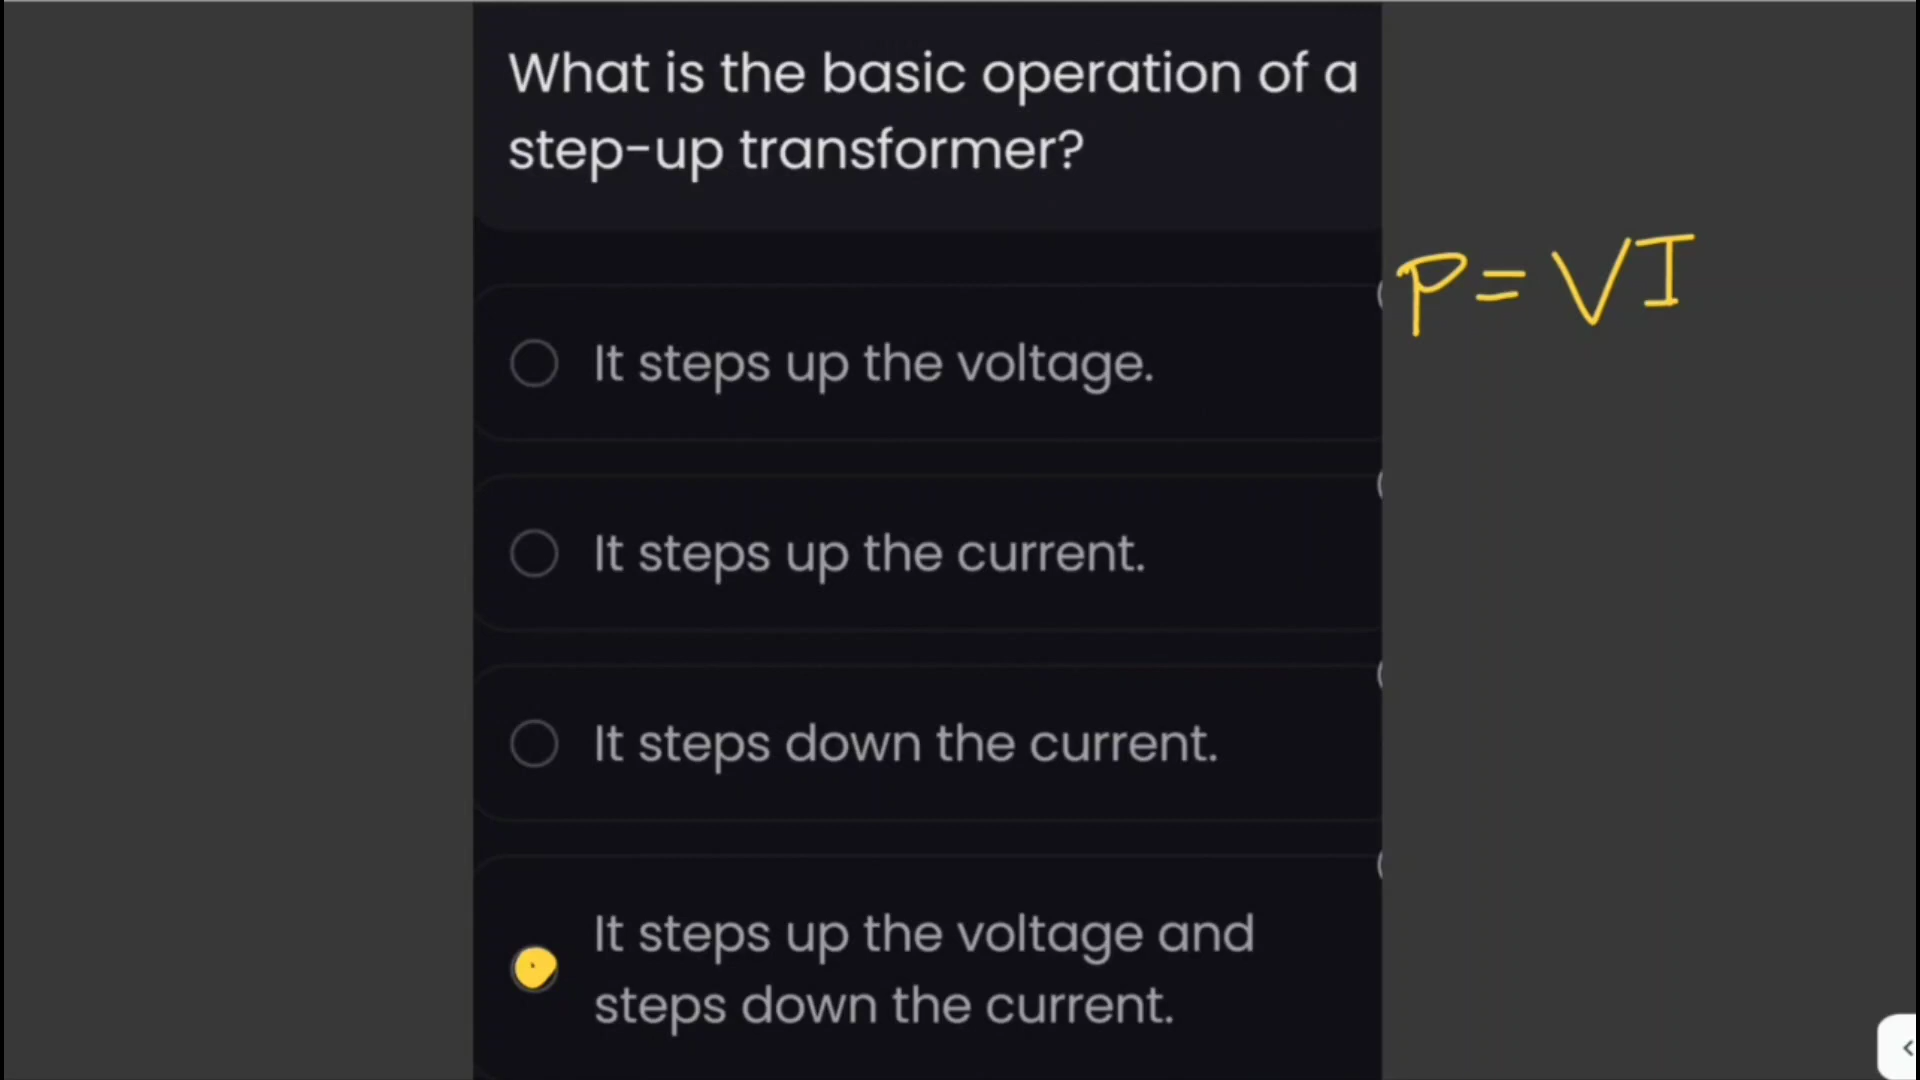 What is the basic operation of a
step-up transformer?
P = VI
It steps up the voltage.
It steps up the current.
It steps down the current.
It steps up the voltage and
steps down the current.